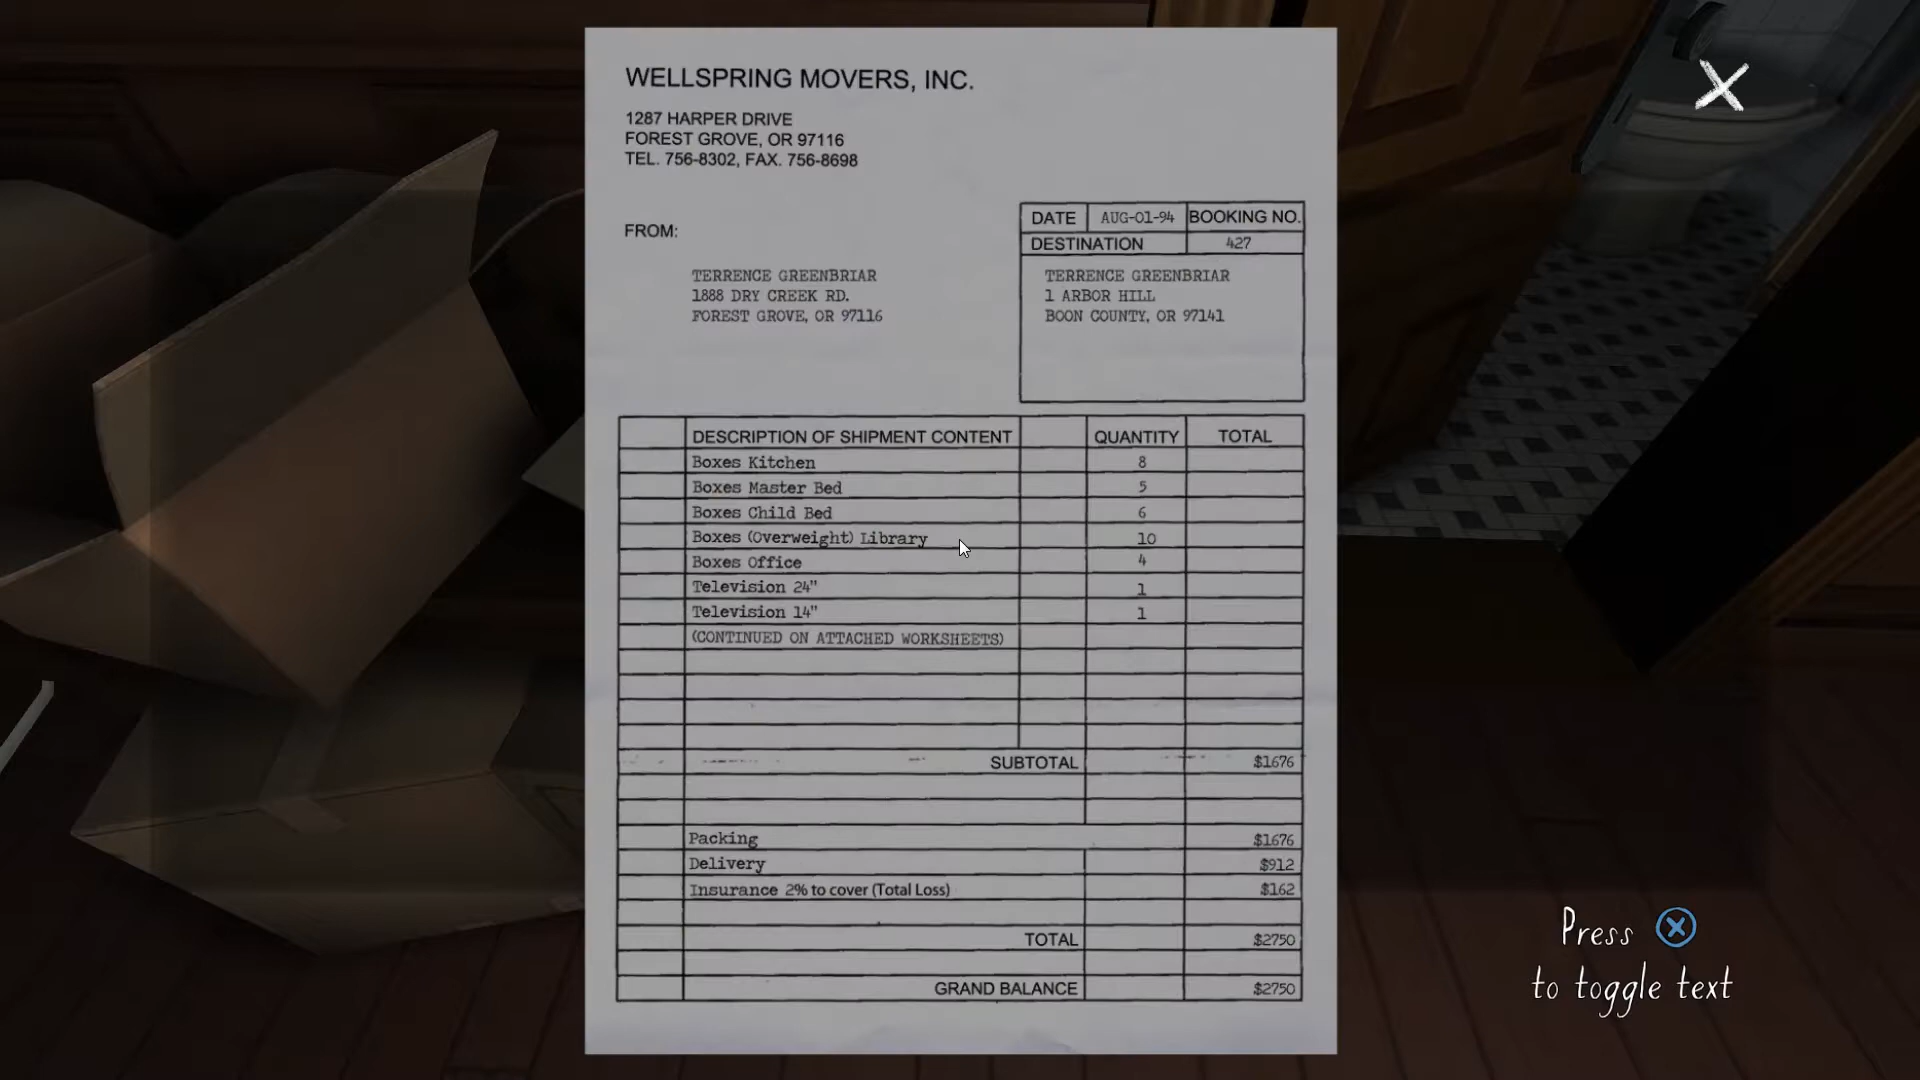 WELLSPRING MOVERS, INC.
1287 HARPER DRIVE
FOREST GROVE, OR 97116
TEL. 756-8302, FAX. 756-8698
FROM:
TERRENCE GREENBRIAR
1888 DRY CREEK RD.
FOREST GROVE, OR 97116
DATE AUG-01-94 BOOKING NO.
DESTINATION 427
TERRENCE GREENBRIAR
1 ARBOR HILL
BOON COUNTY, OR 97141
DESCRIPTION OF SHIPMENT CONTENT QUANTITY TOTAL
Boxes Kitchen 8
Boxes Master Bed 5
Boxes Child Bed 6
Boxes (Overweight) Library 10
Boxes Office 4
Television 24" 1
Television 14" 1
(CONTINUED ON ATTACHED WORKSHEETS)
SUBTOTAL $1676
Packing $1676
Delivery $912
Insurance 2% to cover (Total Loss) $162
TOTAL $2750
GRAND BALANCE $2750
Press
to toggle text